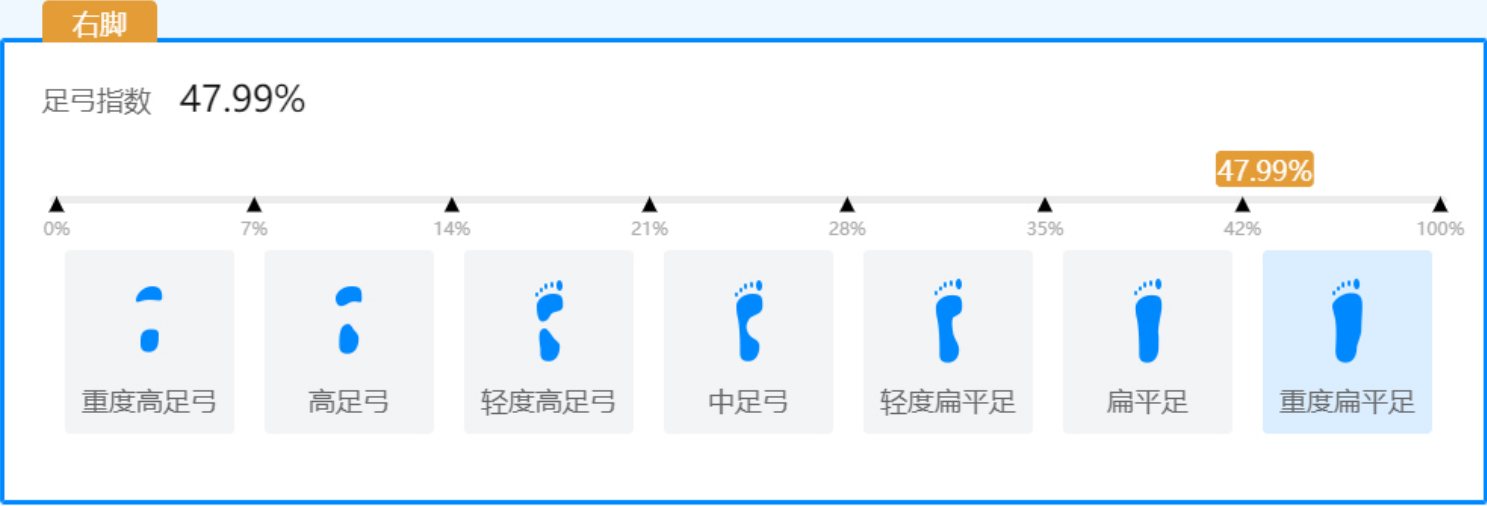 右脚
足弓指数 47.99%
47.99%
0% 7% 14% 21% 28% 35% 42% 100%
重度高足弓 高足弓 轻度高足弓 中足弓 轻度扁平足 扁平足 重度扁平足